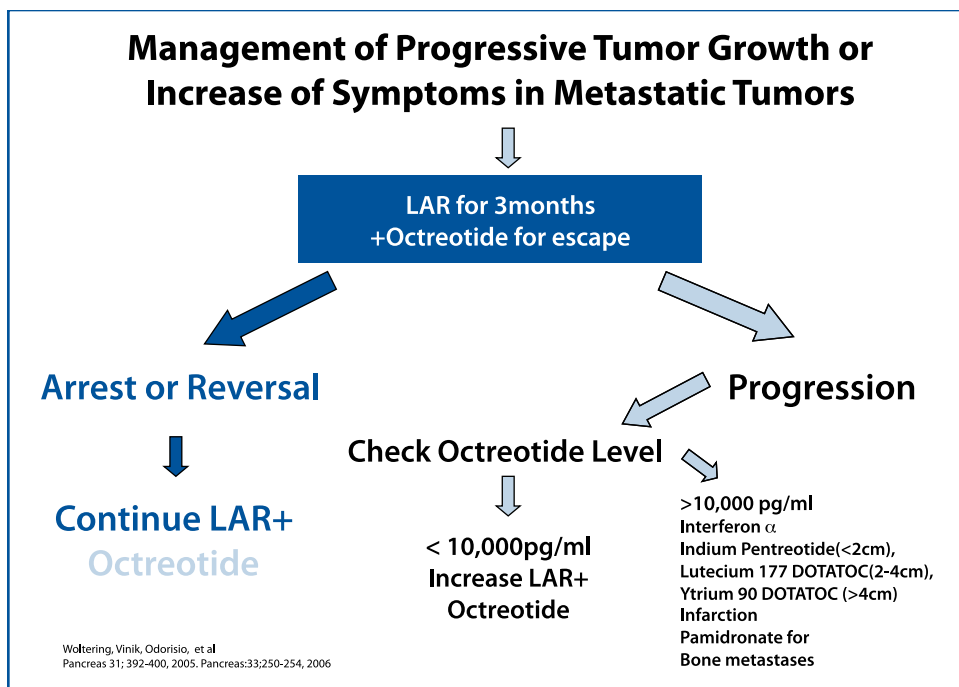 Management of Progressive Tumor Growth or
Increase of Symptoms in Metastatic Tumors
LAR for 3months
+Octreotide for escape
Arrest or Reversal
Progression
Check Octreotide Level
Continue LAR+
Octreotide
< 10,000pg/ml
Increase LAR+
Octreotide
>10,000 pg/ml
Interferon α
Indium Pentreotide(<2cm),
Lutecium 177 DOTATOC(2-4cm),
Ytrium 90 DOTATOC (>4cm)
Infarction
Pamidronate for
Bone metastases
Woltering, Vinik, Odorisio, et al
Pancreas 31; 392-400, 2005. Pancreas:33;250-254, 2006